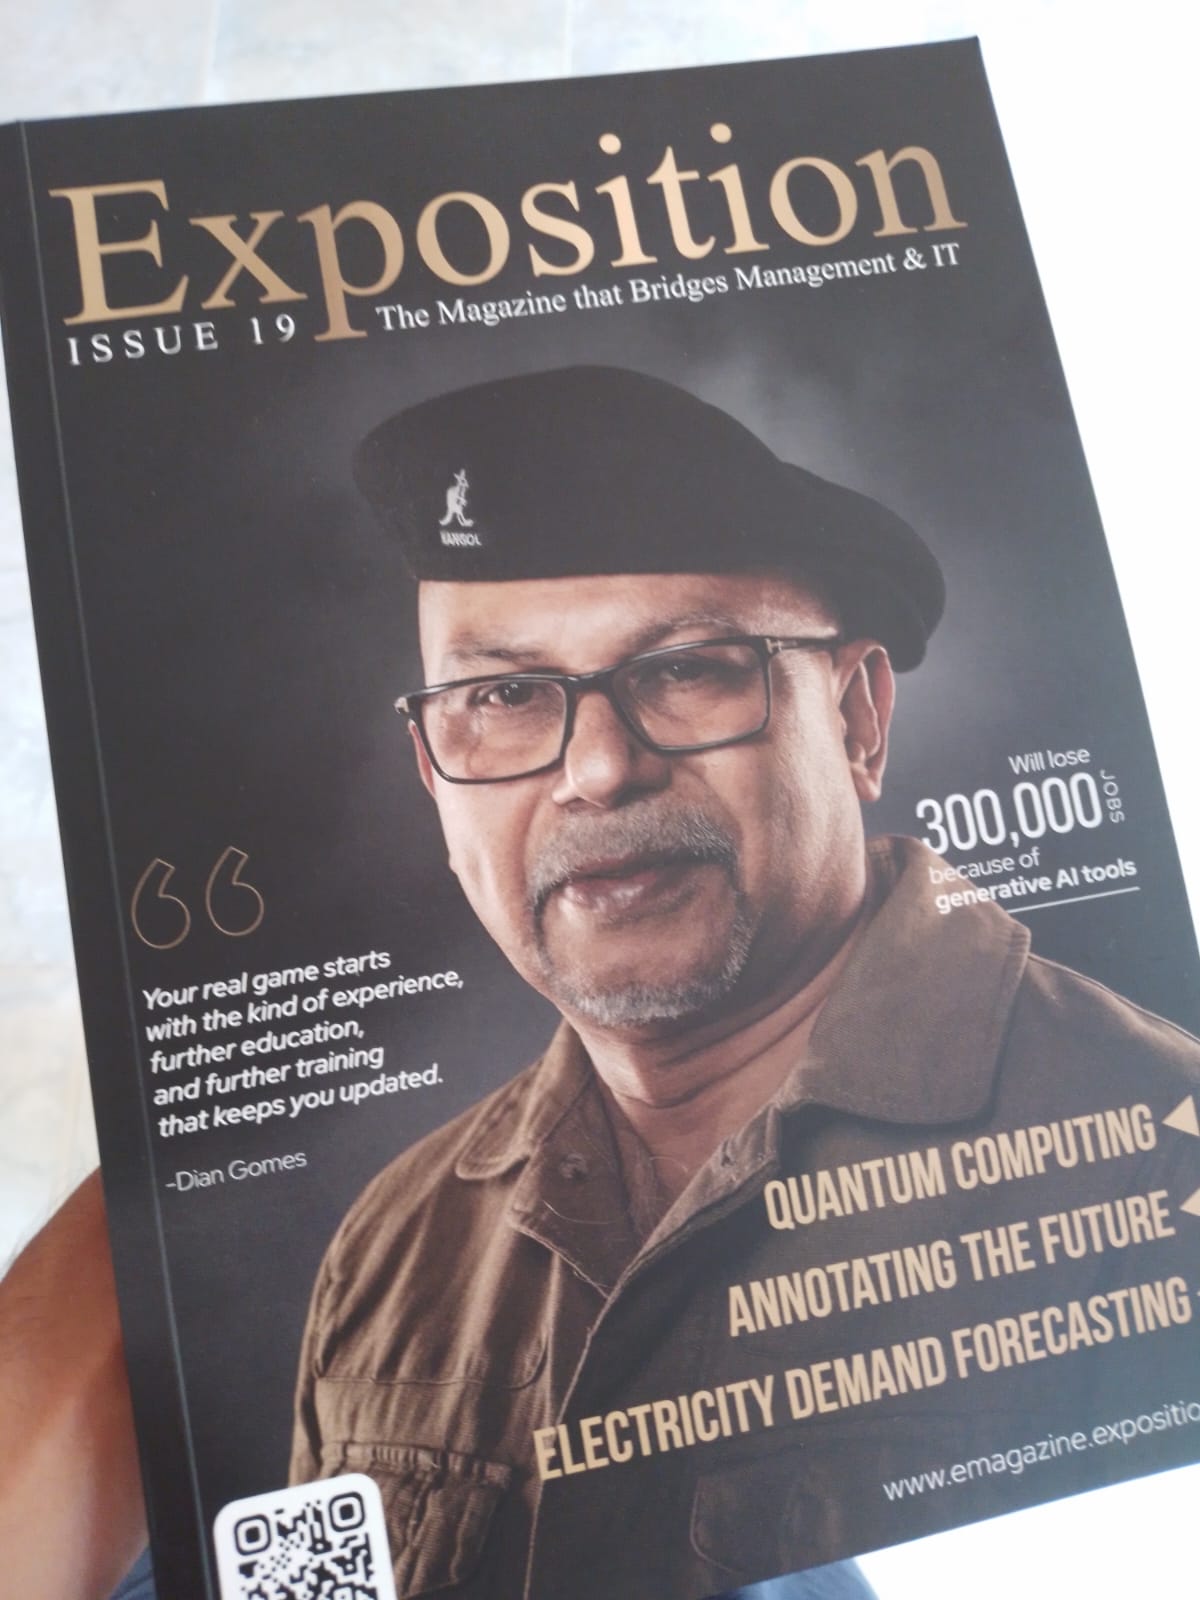 Exposition
ISSUE 19
The Magazine that Bridges Management & IT
KANGOL
Will lose
300,000
JOBS
because of
generative AI tools
Your real game starts
with the kind of experience,
further education,
and further training
that keeps you updated.
-Dian Gomes
QUANTUM COMPUTING
ANNOTATING THE FUTURE
ELECTRICITY DEMAND FORECASTING
www.emagazine.expositio